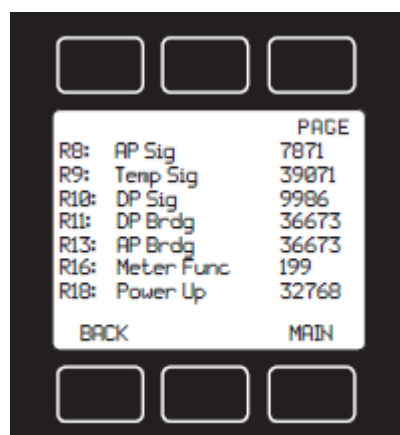 PAGE
R8: AP Sig 7871
R9: Temp Sig 39071
R10: DP Sig 9986
R11: DP Brdg 36673
R13: AP Brdg 36673
R16: Meter Func 199
R18: Power Up 32768
BACK MAIN